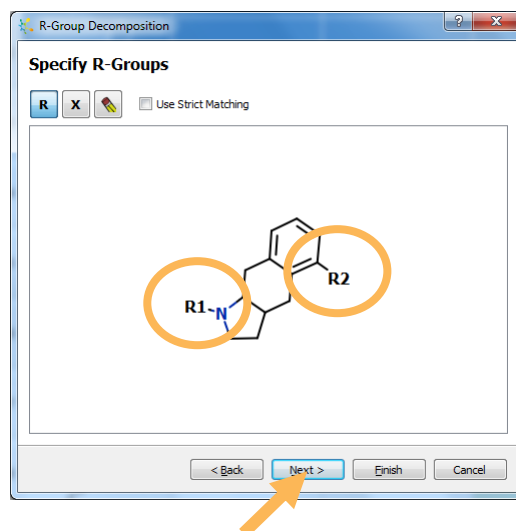 R-Group Decomposition
?
X
Specify R-Groups
R X Use Strict Matching
R2
R1 N
< Back Next > Finish Cancel